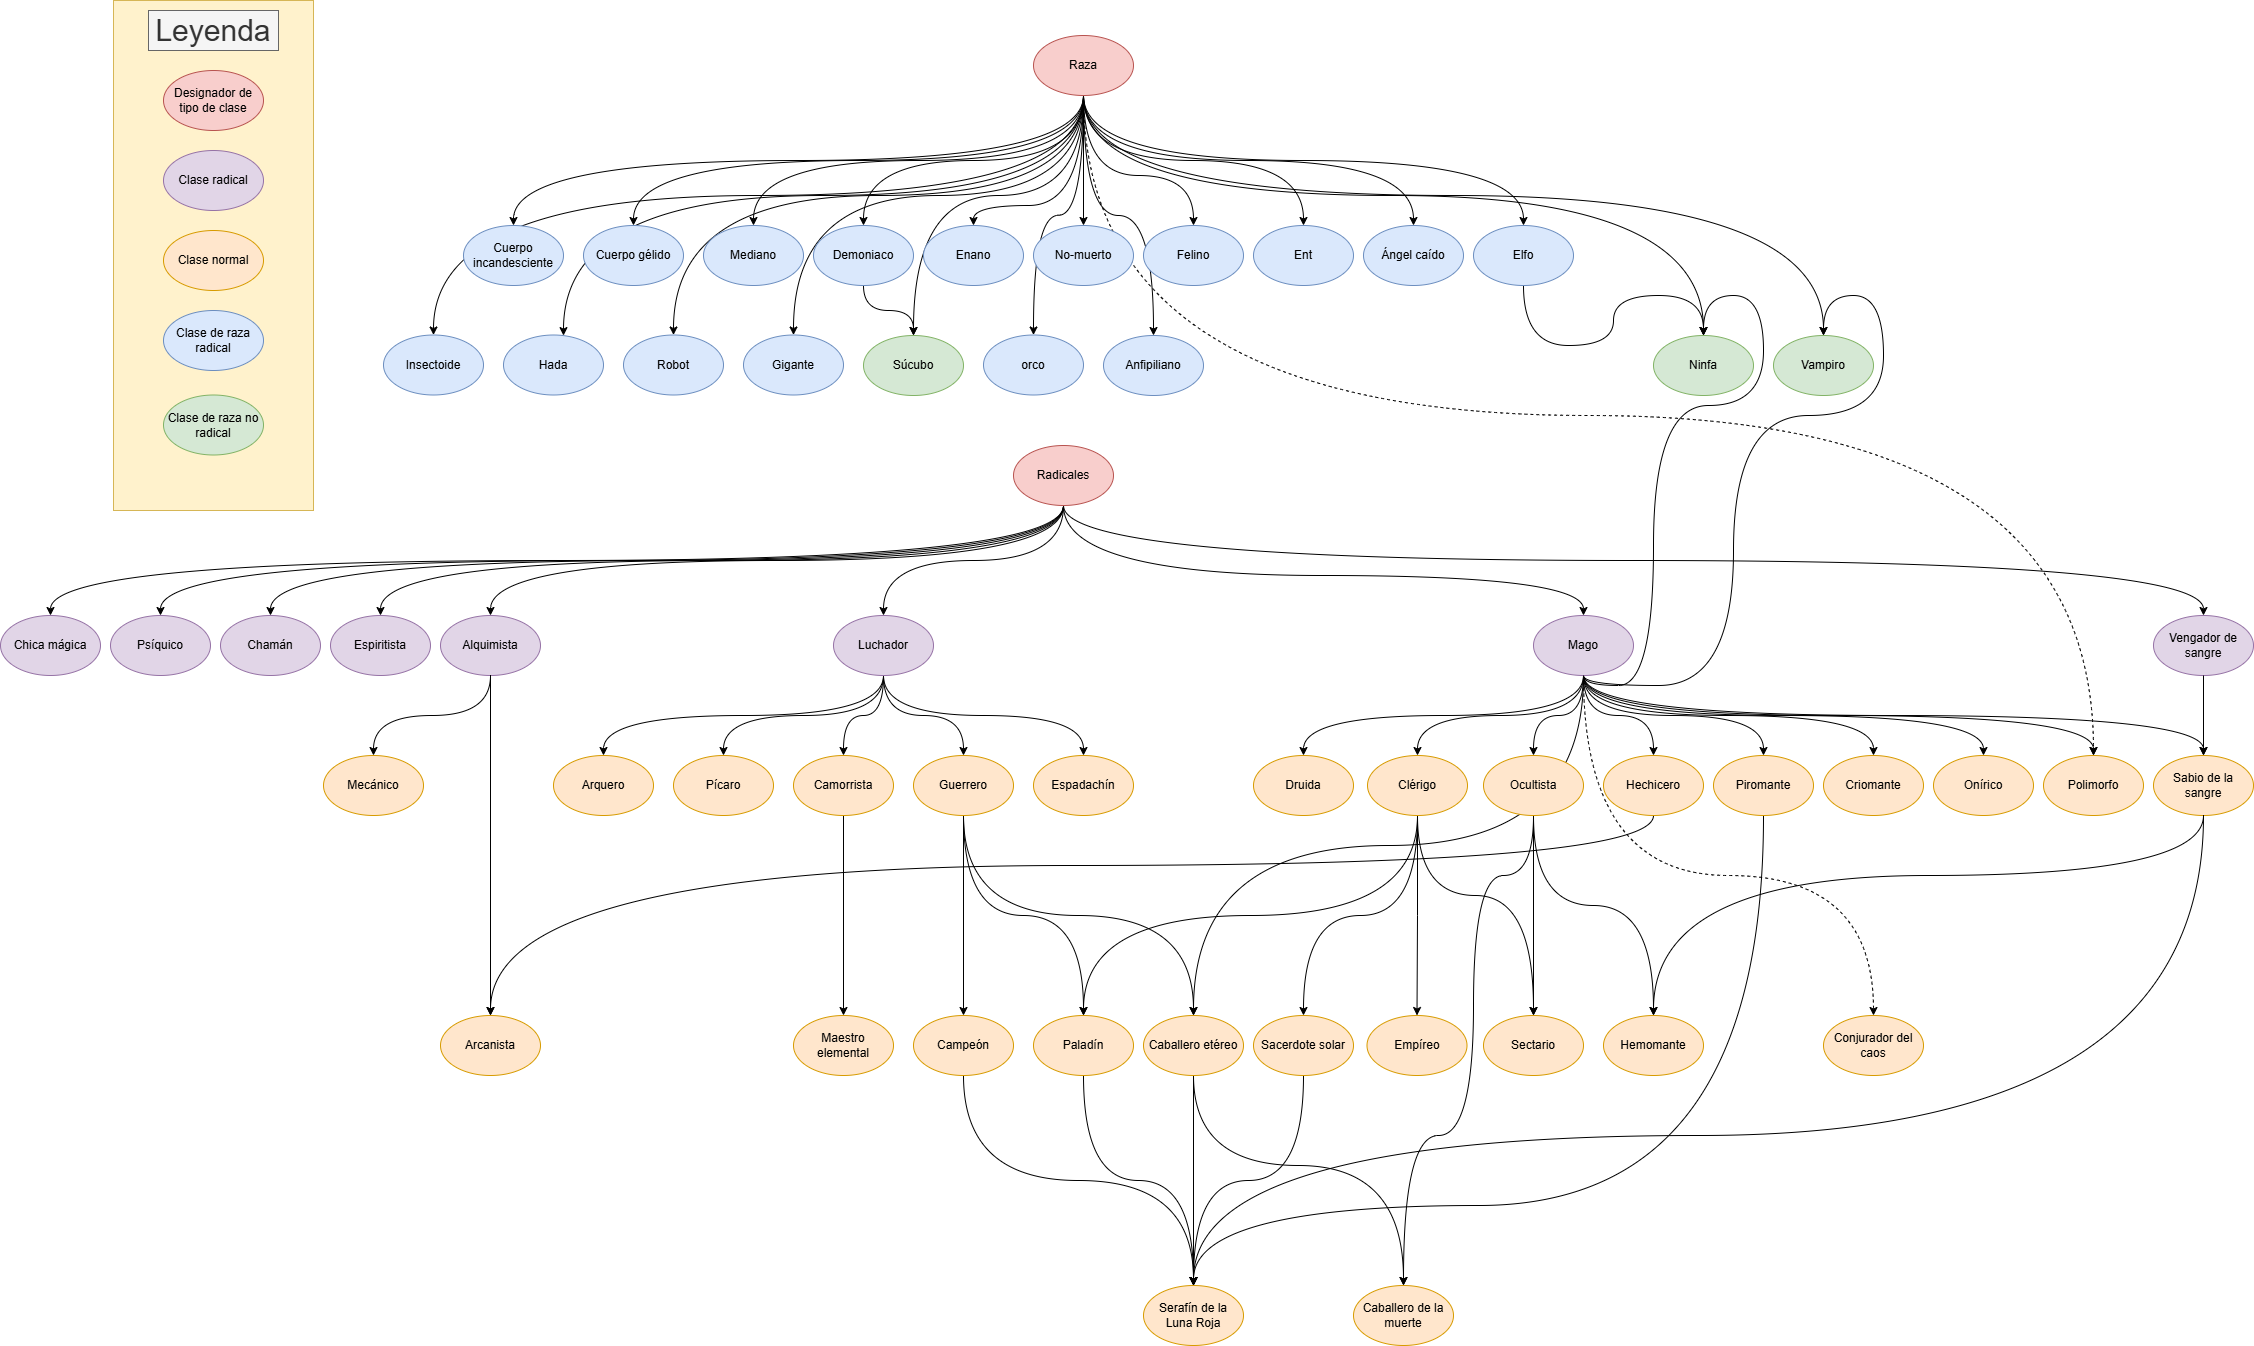 Leyenda
Designador de
tipo de clase
Clase radical
Clase normal
Clase de raza
radical
Clase de raza no
radical
Raza
Cuerpo
incandesciente
Cuerpo gélido
Mediano
Demoniaco
Enano
No-muerto
Felino
Ent
Ángel caído
Elfo
Insectoide
Hada
Robot
Gigante
Súcubo
orco
Anfipiliano
Ninfa
Vampiro
Radicales
Chica mágica
Psíquico
Chamán
Espiritista
Alquimista
Luchador
Mago
Vengador de
sangre
Mecánico
Arquero
Pícaro
Camorrista
Guerrero
Espadachín
Druida
Clérigo
Ocultista
Hechicero
Piromante
Criomante
Onírico
Polimorfo
Sabio de la
sangre
Arcanista
Maestro
elemental
Campeón
Paladín
Caballero etéreo
Sacerdote solar
Empíreo
Sectario
Hemomante
Conjurador del
caos
Serafín de la
Luna Roja
Caballero de la
muerte